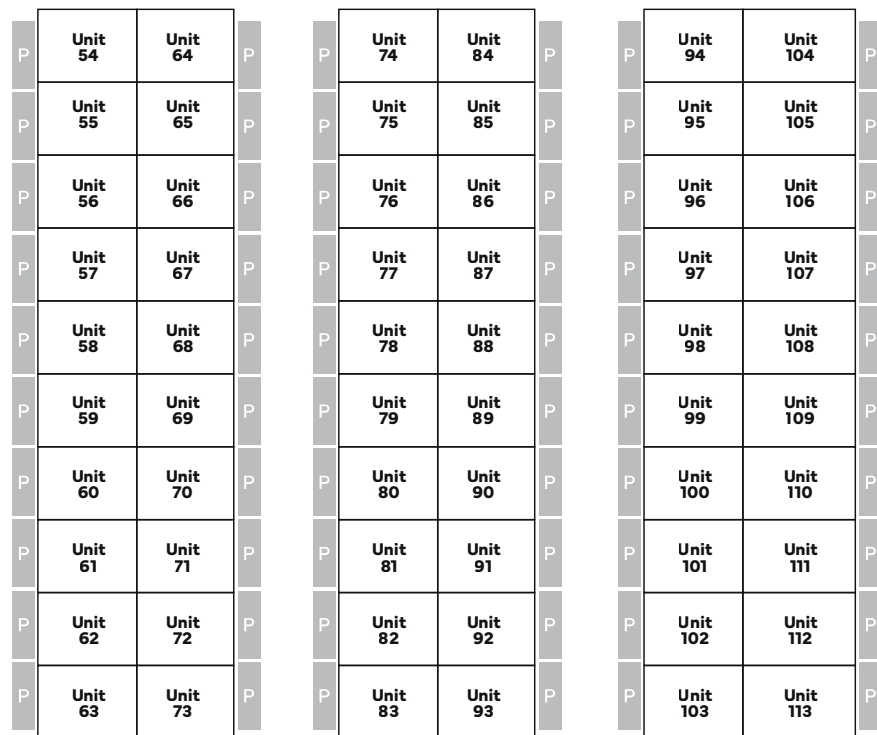 P Unit Unit P P Unit Unit P P Unit Unit P
54 64 74 84 94 104
P Unit Unit P P Unit Unit P P Unit Unit P
55 65 75 85 95 105
P Unit Unit P P Unit Unit P P Unit Unit P
56 66 76 86 96 106
P Unit Unit P P Unit Unit P P Unit Unit P
57 67 77 87 97 107
P Unit Unit P P Unit Unit P P Unit Unit P
58 68 78 88 98 108
P Unit Unit P P Unit Unit P P Unit Unit P
59 69 79 89 99 109
P Unit Unit P P Unit Unit P P Unit Unit P
60 70 80 90 100 110
P Unit Unit P P Unit Unit P P Unit Unit P
61 71 81 91 101 111
P Unit Unit P P Unit Unit P P Unit Unit P
62 72 82 92 102 112
P Unit Unit P P Unit Unit P P Unit Unit P
63 73 83 93 103 113